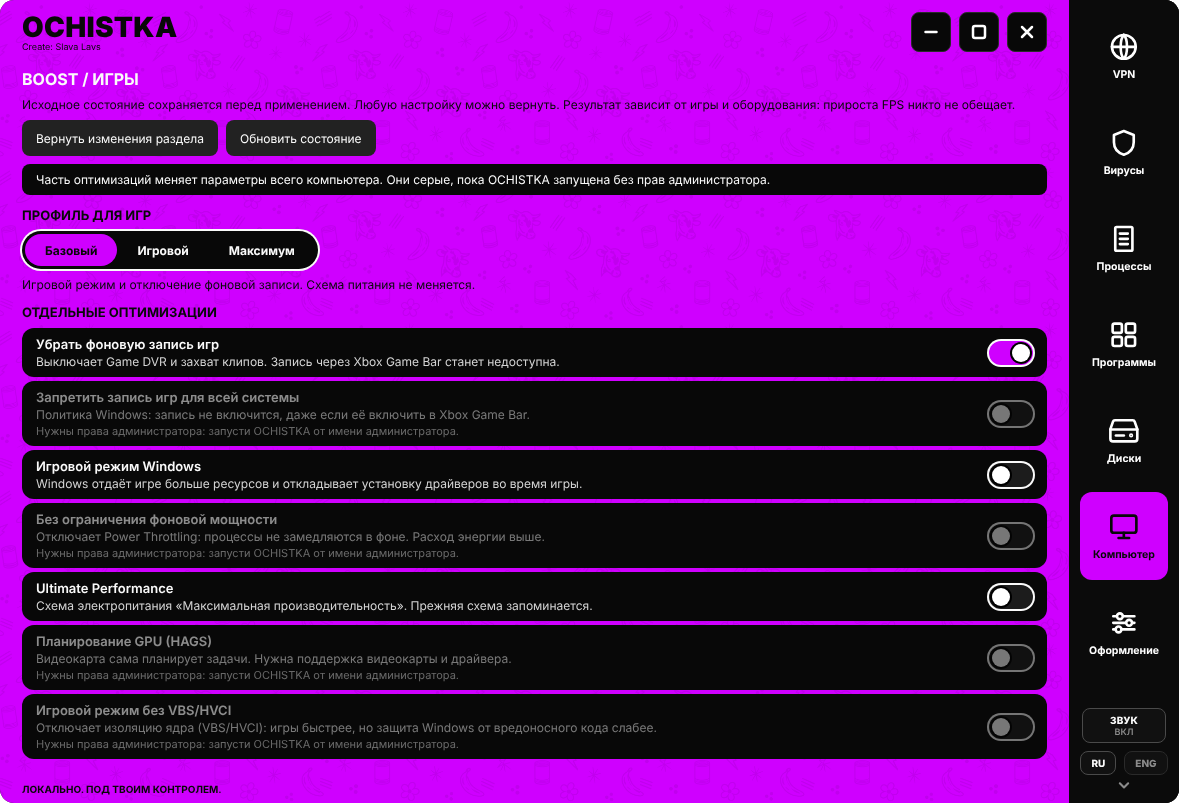 OCHISTKA
Create: Slava Lavs
BOOST / ИГРЫ
Исходное состояние сохраняется перед применением. Любую настройку можно вернуть. Результат зависит от игры и оборудования: прироста FPS никто не обещает.
Вернуть изменения раздела
Обновить состояние
Часть оптимизаций меняет параметры всего компьютера. Они серые, пока OCHISTKA запущена без прав администратора.
ПРОФИЛЬ ДЛЯ ИГР
Базовый
Игровой
Максимум
Игровой режим и отключение фоновой записи. Схема питания не меняется.
ОТДЕЛЬНЫЕ ОПТИМИЗАЦИИ
Убрать фоновую запись игр
Выключает Game DVR и захват клипов. Запись через Xbox Game Bar станет недоступна.
Запретить запись игр для всей системы
Политика Windows: запись не включится, даже если её включить в Xbox Game Bar.
Нужны права администратора: запусти OCHISTKA от имени администратора.
Игровой режим Windows
Windows отдаёт игре больше ресурсов и откладывает установку драйверов во время игры.
Без ограничения фоновой мощности
Отключает Power Throttling: процессы не замедляются в фоне. Расход энергии выше.
Нужны права администратора: запусти OCHISTKA от имени администратора.
Ultimate Performance
Схема электропитания «Максимальная производительность». Прежняя схема запоминается.
Планирование GPU (HAGS)
Видеокарта сама планирует задачи. Нужна поддержка видеокарты и драйвера.
Нужны права администратора: запусти OCHISTKA от имени администратора.
Игровой режим без VBS/HVCI
Отключает изоляцию ядра (VBS/HVCI): игры быстрее, но защита Windows от вредоносного кода слабее.
Нужны права администратора: запусти OCHISTKA от имени администратора.
ЛОКАЛЬНО. ПОД ТВОИМ КОНТРОЛЕМ.
VPN
Вирусы
Процессы
Программы
Диски
Компьютер
Оформление
ЗВУК
ВКЛ
RU
ENG